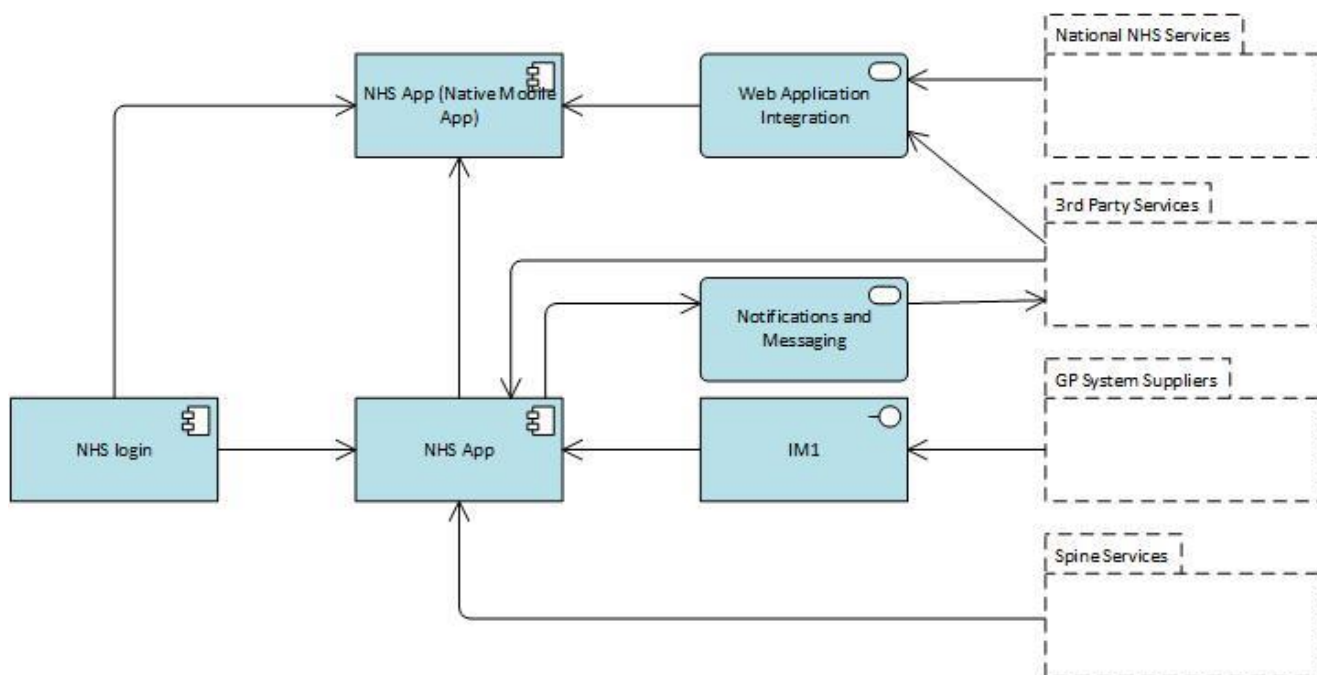 National NHS Services
NHS App (Native Mobile
App)
Web Application
Integration
3rd Party Services
Notifications and
Messaging
GP System Suppliers
NHS login
NHS App
IM1
Spine Services